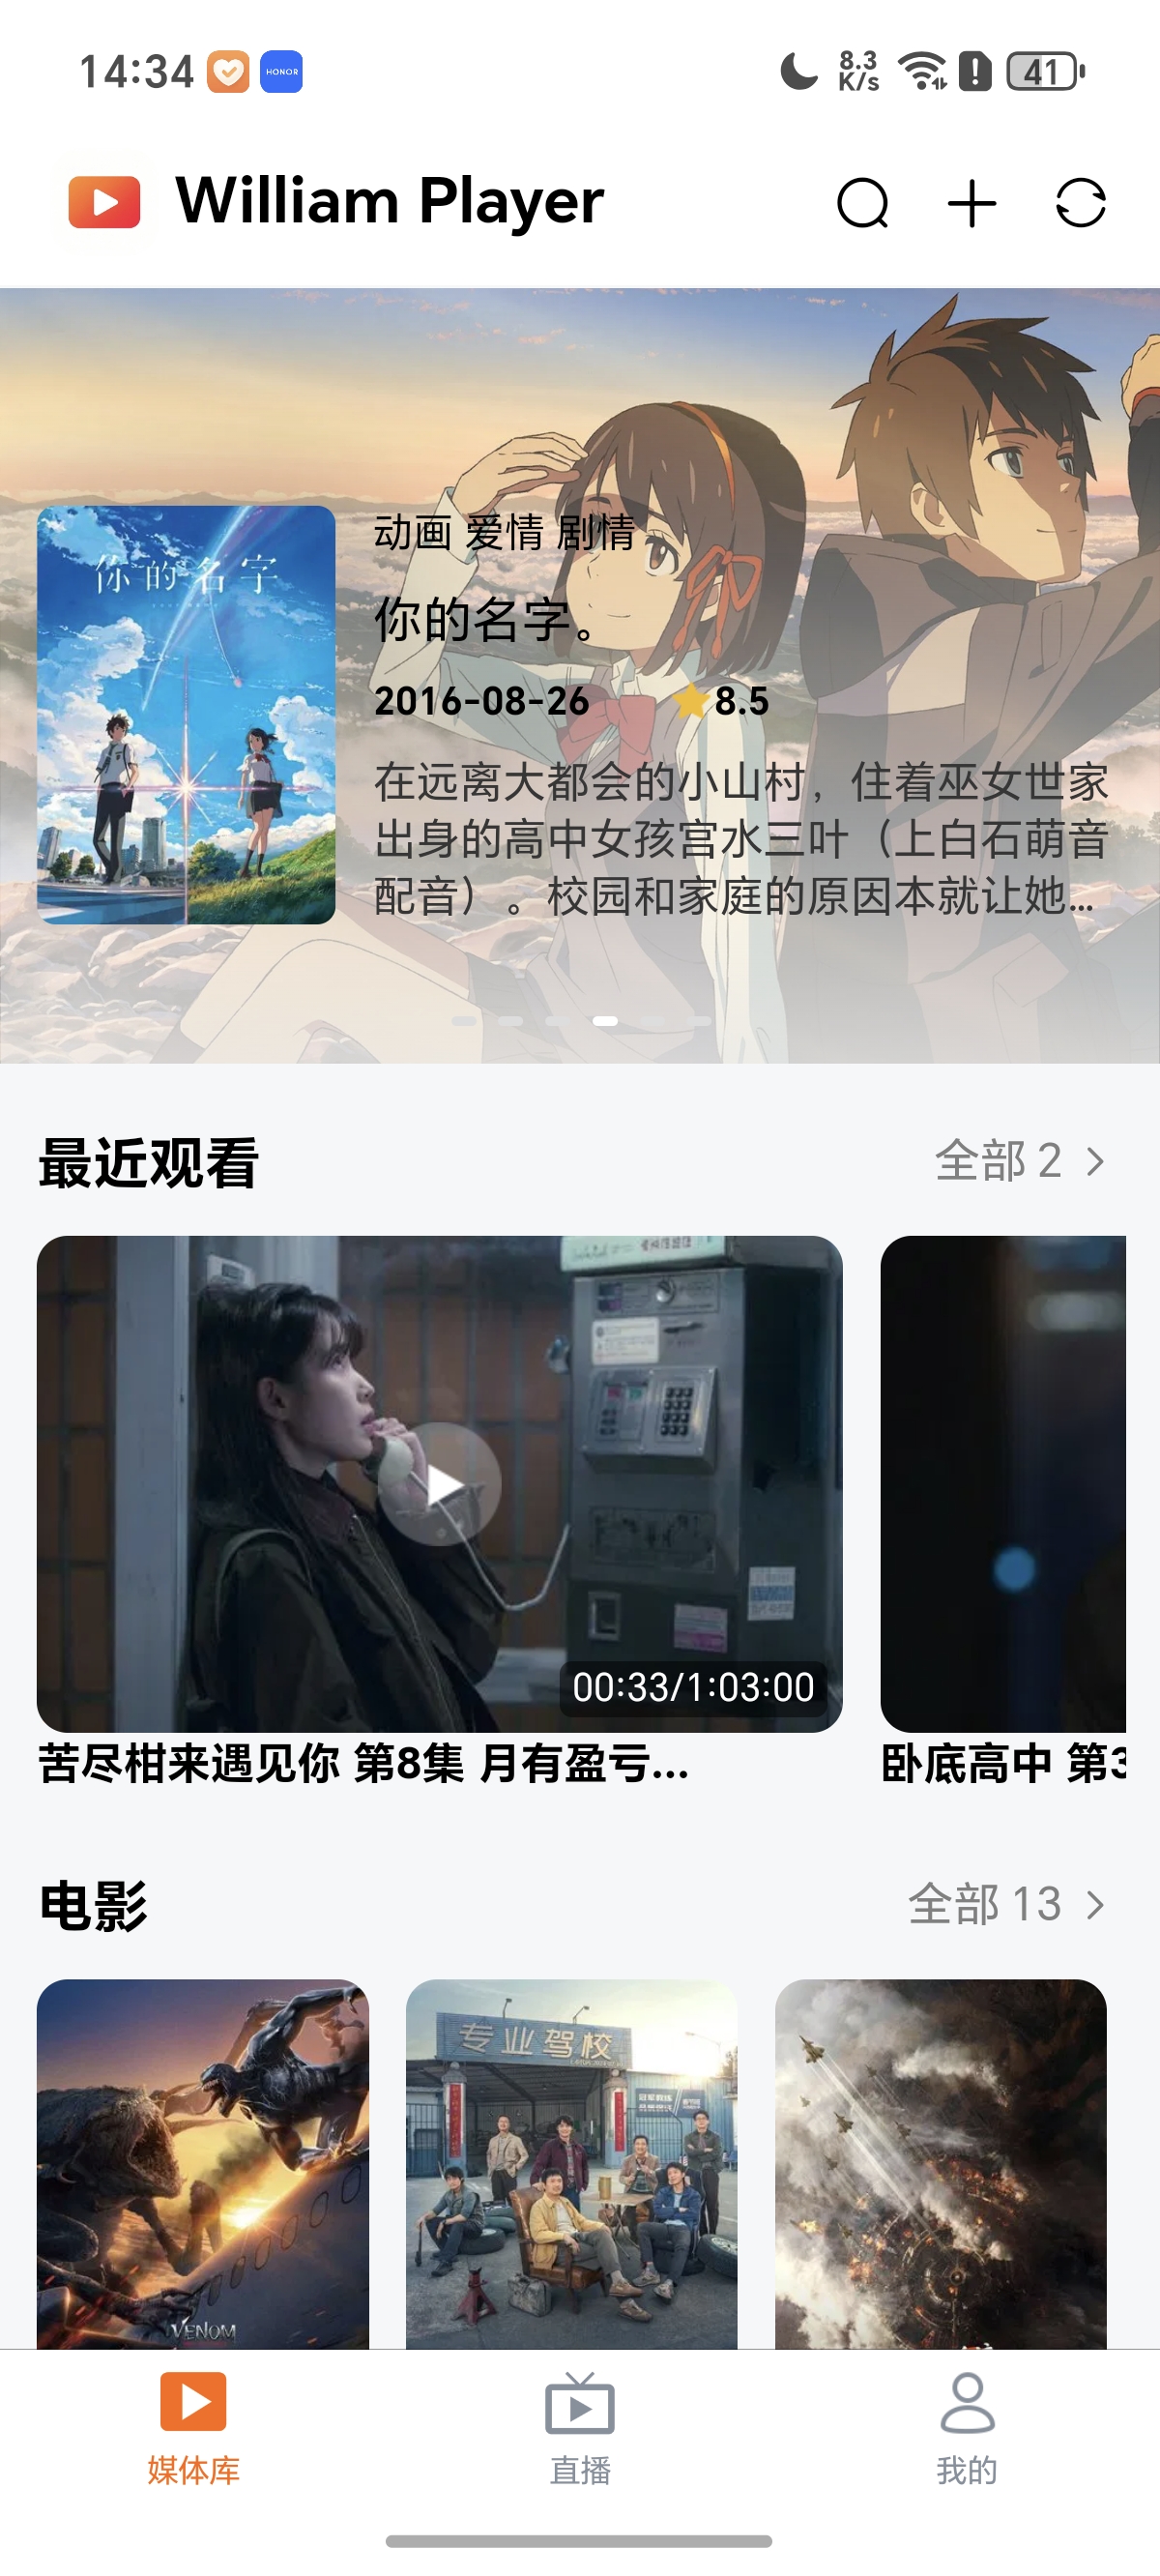 14:34
HONOR
8.3
K/s
41
William Player
你的名字
动画 爱情 剧情
你的名字。
2016-08-26 8.5
在远离大都会的小山村，住着巫女世家
出身的高中女孩宫水三叶（上白石萌音
配音）。校园和家庭的原因本就让她...
最近观看
全部 2
00:33/1:03:00
苦尽柑来遇见你 第8集 月有盈亏...
卧底高中 第3
电影
全部 13
专业驾校
VENOM
媒体库
直播
我的